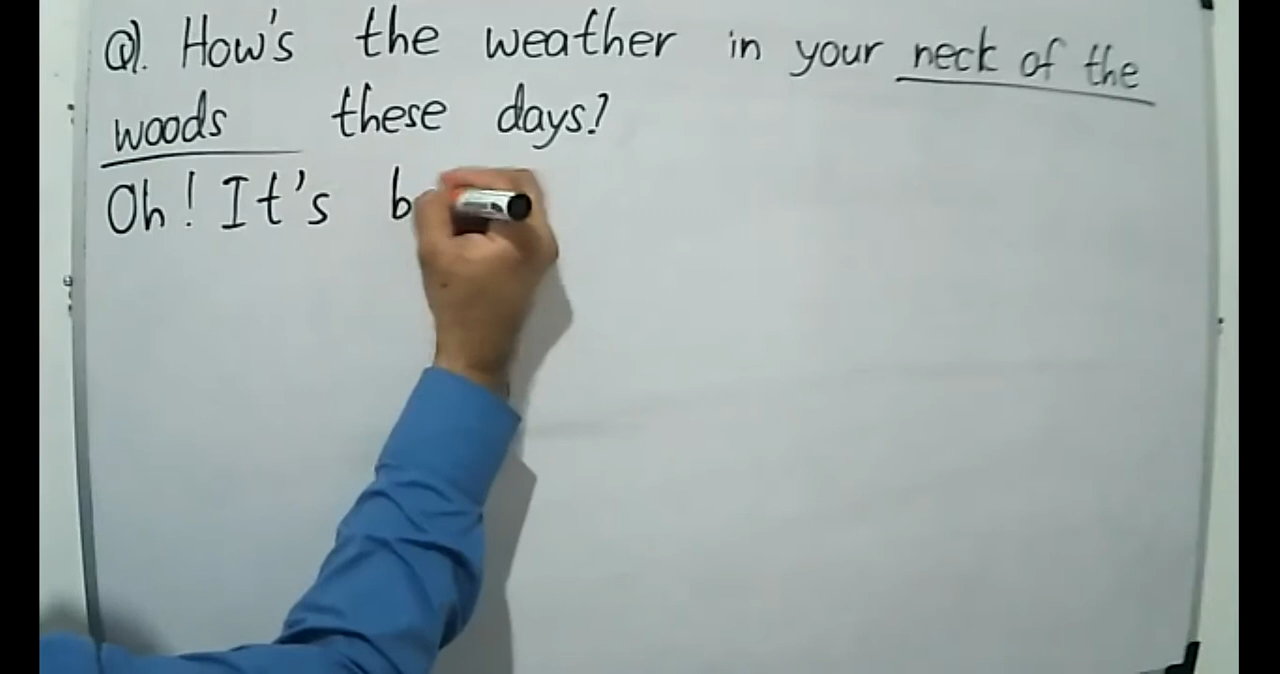 Q). How's the weather in your neck of the
woods these days?
Oh! It's b